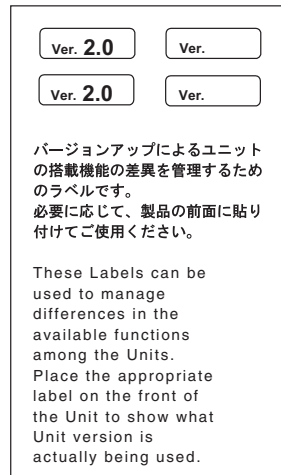 Ver. 2.0 Ver.
Ver. 2.0 Ver.
バージョンアップによるユニット
の搭載機能の差異を管理するため
のラベルです。
必要に応じて、製品の前面に貼り
付けてご使用ください。
These Labels can be
used to manage
differences in the
available functions
among the Units.
Place the appropriate
label on the front of
the Unit to show what
Unit version is
actually being used.